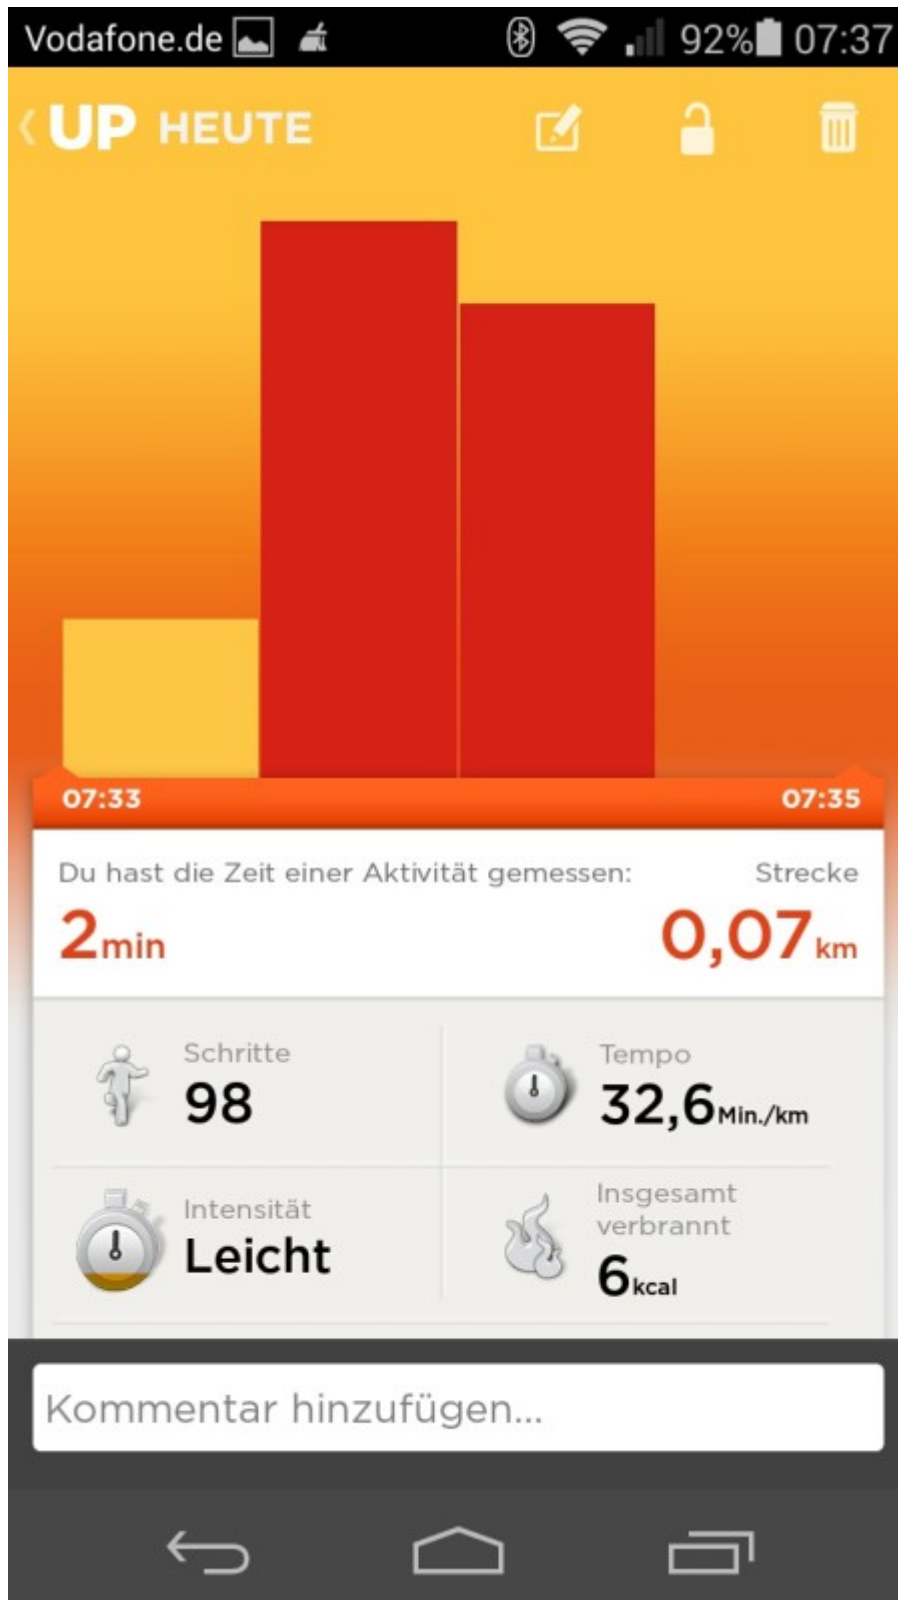 Vodafone.de 92% 07:37
UP HEUTE
07:33 07:35
Du hast die Zeit einer Aktivität gemessen: Strecke
2min 0,07km
Schritte Tempo
98 32,6Min./km
Intensität Insgesamt
verbrannt
Leicht 6kcal
Kommentar hinzufügen...